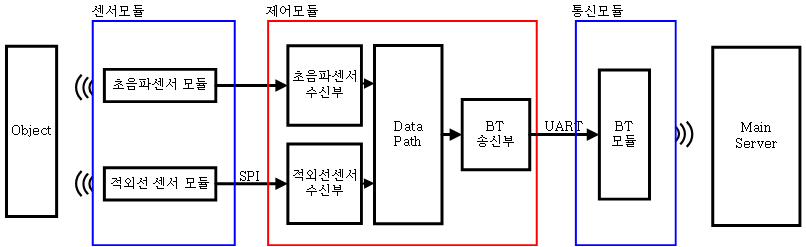 센서모듈
제어모듈
통신모듈
Object
초음파센서 모듈
초음파센서
수신부
적외선 센서 모듈
SPI
적외선센서
수신부
Data
Path
BT
송신부
UART
BT
모듈
Main
Server